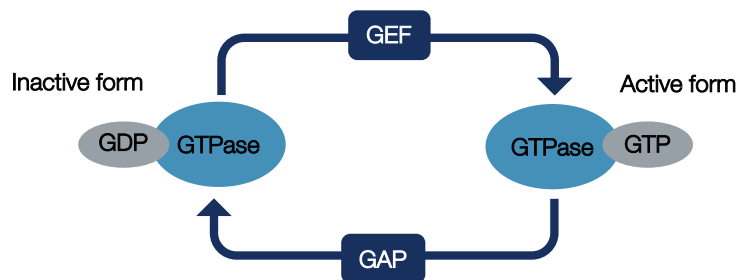 GEF
Inactive form
Active form
GDP
GTPase
GTPase
GTP
GAP